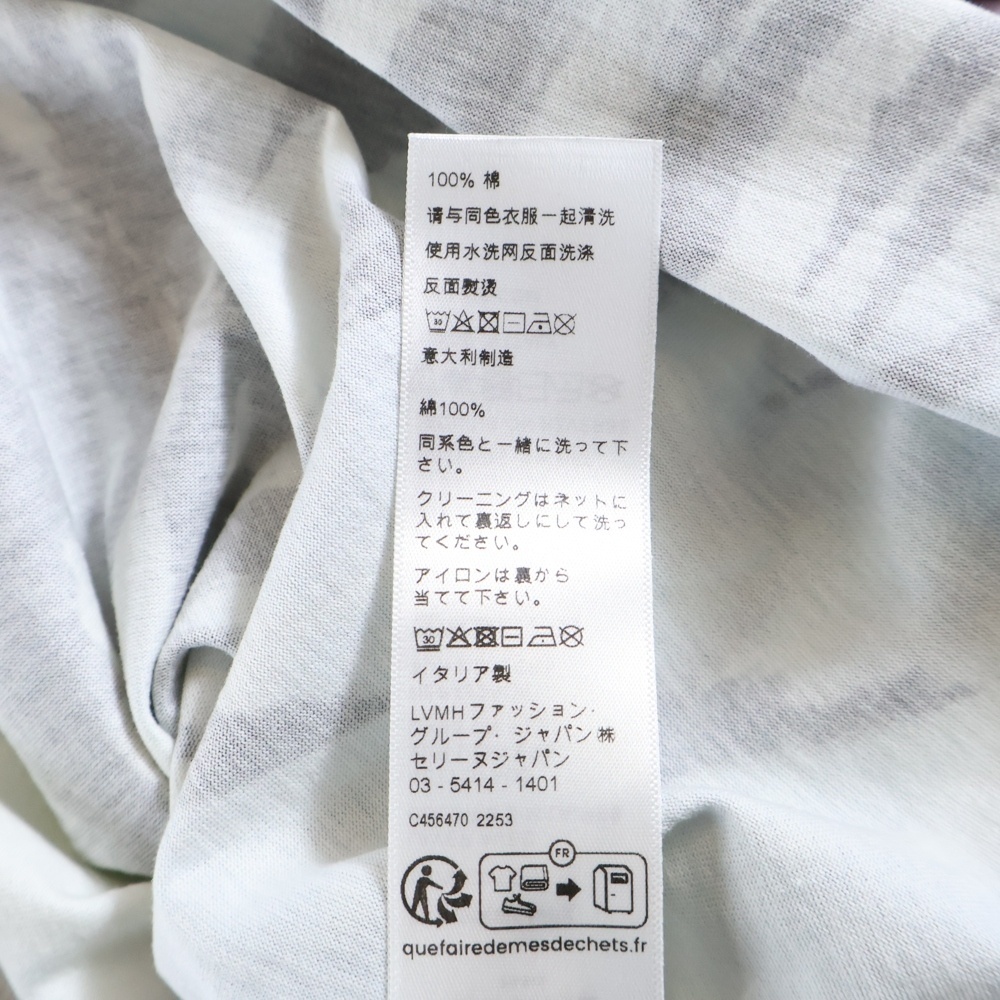 100% 棉
请与同色衣服一起清洗
使用水洗网反面洗涤
反面熨烫
30
意大利制造
綿100%
同系色と一緒に洗って下
さい。
クリーニングはネットに
入れて裏返しにして洗っ
てください。
アイロンは裏から
当てて下さい。
30
イタリア製
LVMHファッション·
グループ· ジャパン㈱
セリーヌジャパン
03 - 5414 - 1401
C456470 2253
FR
quefairedemesdechets.fr